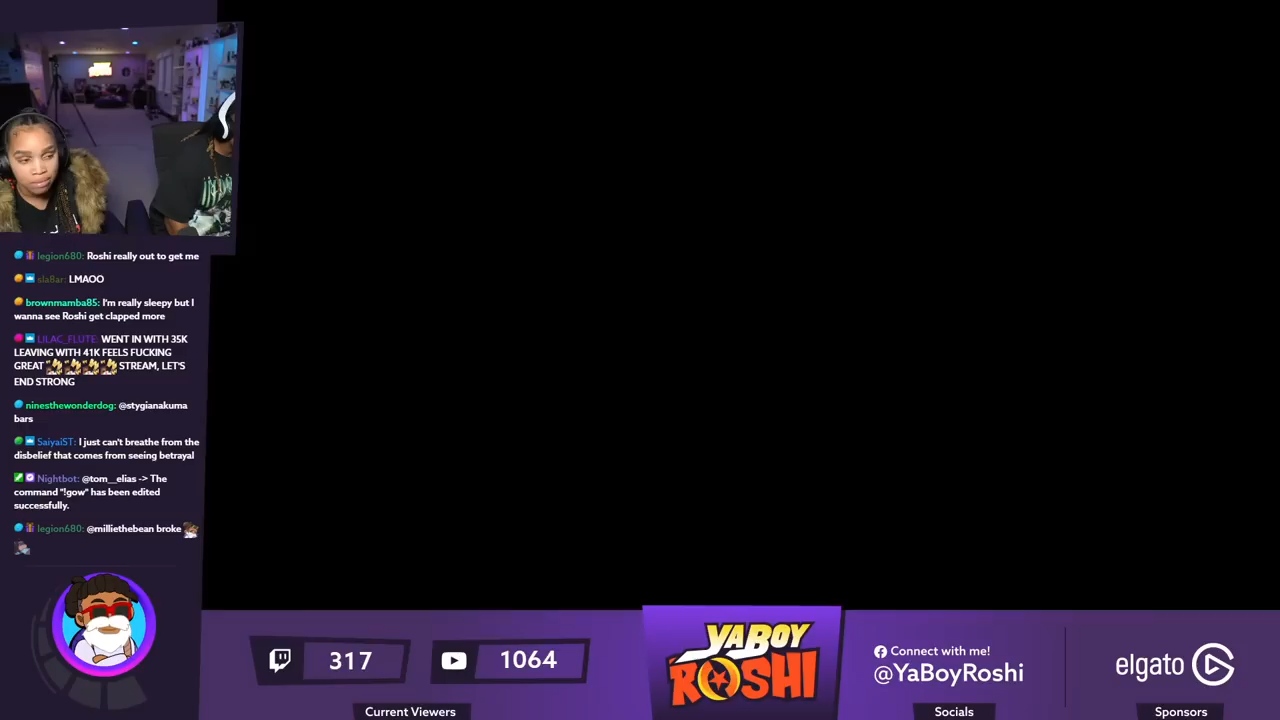 legion680: Roshi really out to get me
sla8ar: LMAOO
brownmamba85: I'm really sleepy but I
wanna see Roshi get clapped more
LILAC_FLUTE: WENT IN WITH 35K
LEAVING WITH 41K FEELS FUCKING
GREAT STREAM, LET'S
END STRONG
ninesthewonderdog: @stygianakuma
bars
SaiyaiST: I just can't breathe from the
disbelief that comes from seeing betrayal
Nightbot: @tom__elias -> The
command "!gow" has been edited
successfully.
legion680: @milliethebean broke
317
1064
Current Viewers
YABOY
ROSHI
Connect with me!
@YaBoyRoshi
Socials
elgato
Sponsors